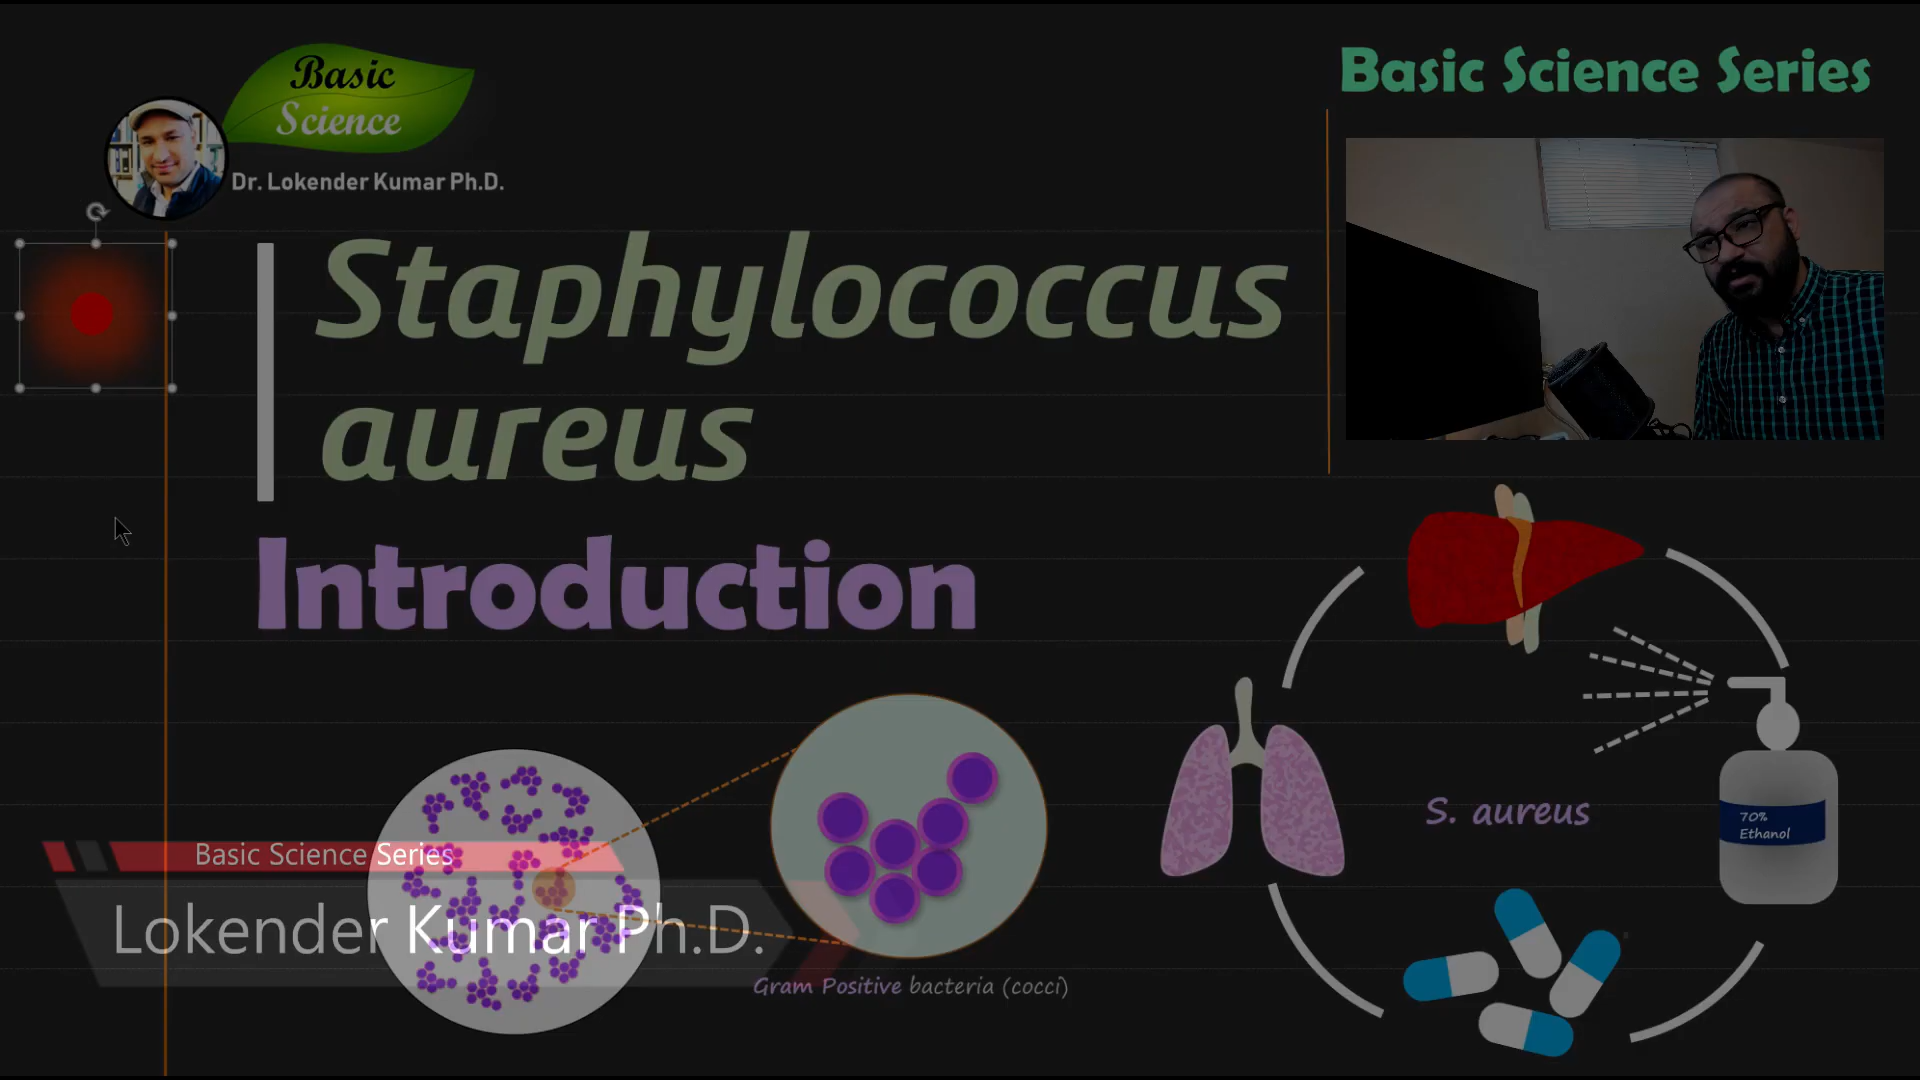 Basic
Science
Dr. Lokender Kumar Ph.D.
Basic Science Series
Staphylococcus
aureus
Introduction
S. aureus
70%
Ethanol
Basic Science Series
Lokender Kumar Ph.D.
Gram Positive bacteria (cocci)